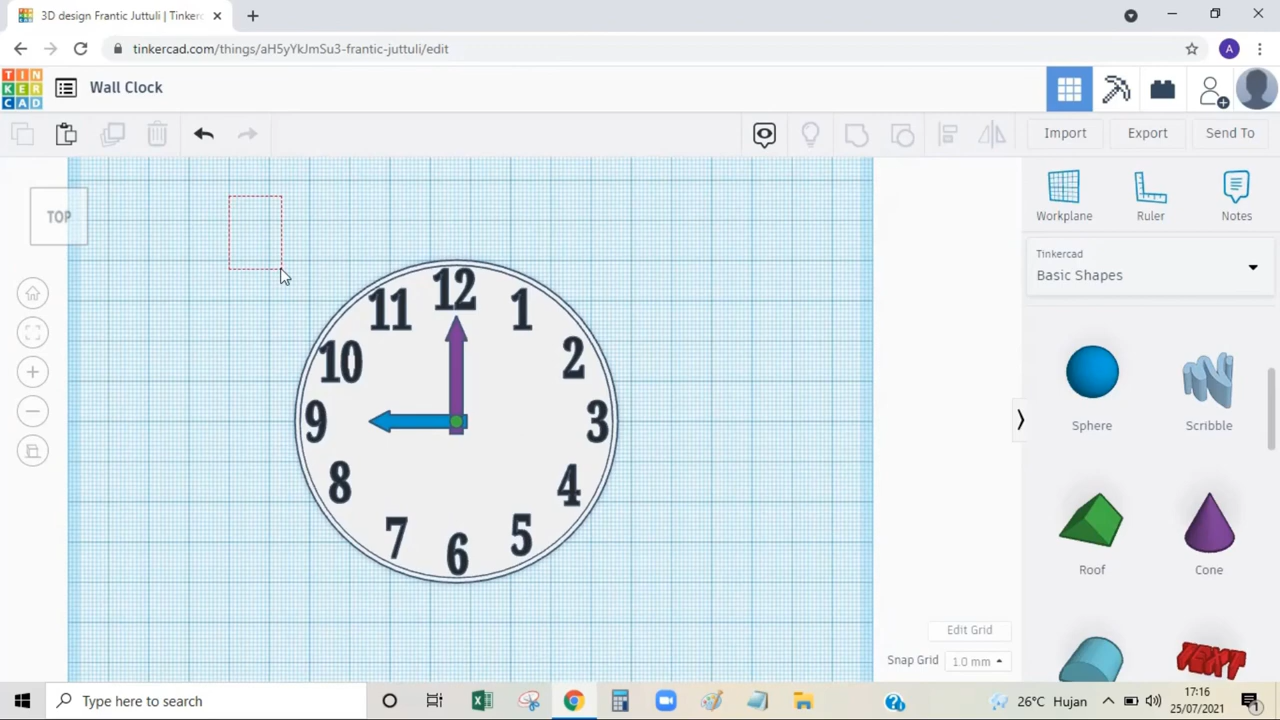 3D design Frantic Juttuli | Tinkerc
tinkercad.com/things/aH5yYkJmSu3-frantic-juttuli/edit
A
TIN
KER
CAD
Wall Clock
Import
Export
Send To
TOP
Workplane
Ruler
Notes
Tinkercad
Basic Shapes
12
11
1
10
2
9
3
8
4
7
5
6
Sphere
Scribble
Roof
Cone
TEXT
Edit Grid
Snap Grid
1.0 mm
Type here to search
26°C Hujan
17:16
25/07/2021
1